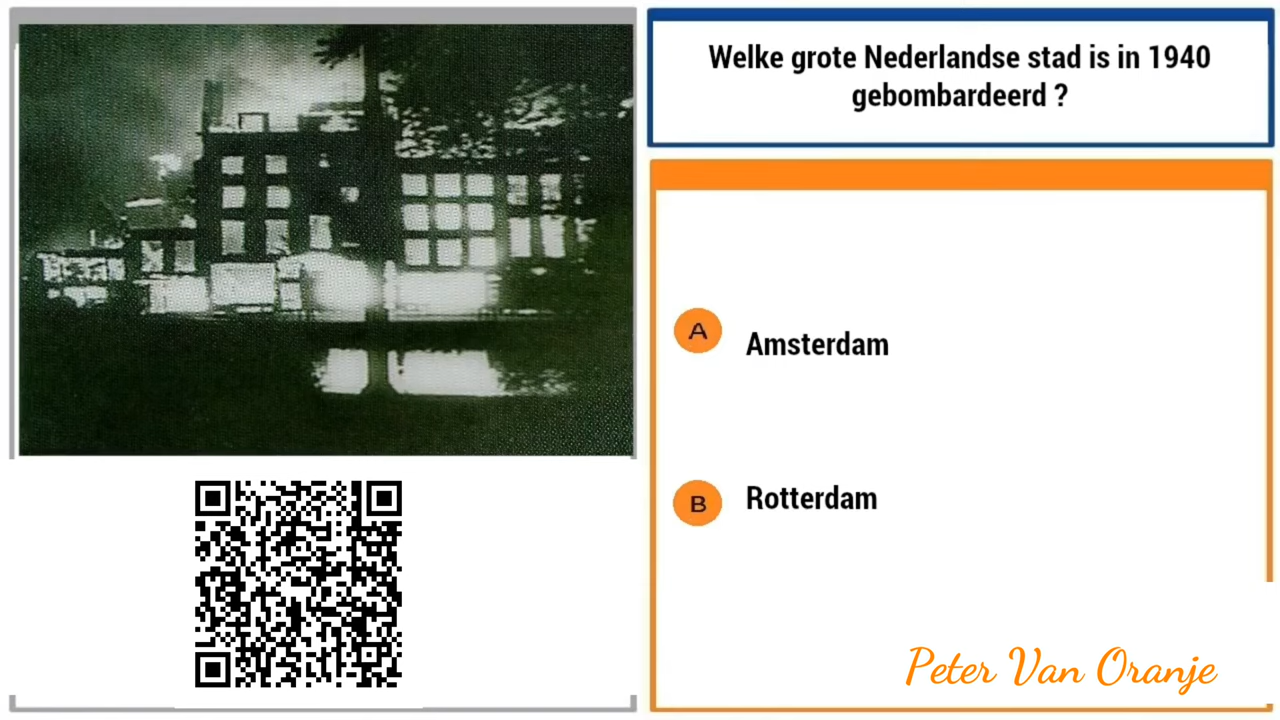 Welke grote Nederlandse stad is in 1940
gebombardeerd ?
A Amsterdam
B Rotterdam
Peter Van Oranje